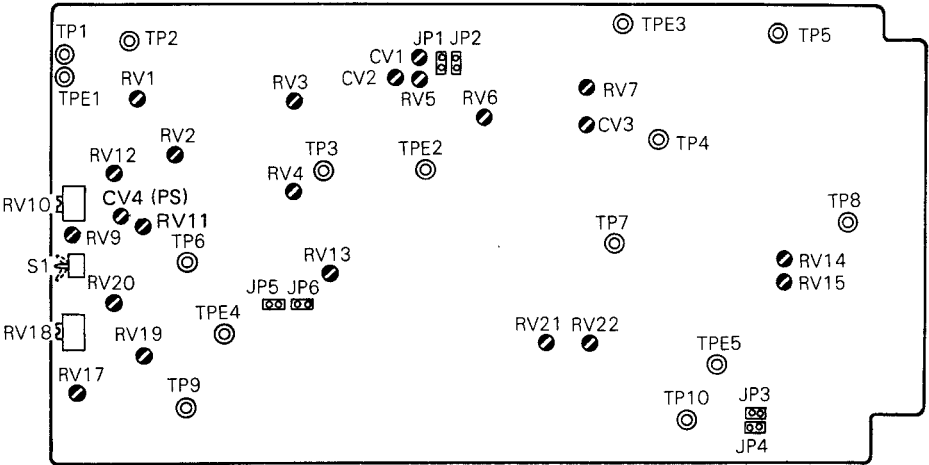 TPE3
TP1
TP2
TP5
JP1 JP2
CV1
CV2
RV5
TPE1
RV1
RV3
RV6
RV7
CV3
TP4
RV2
TP3
TPE2
RV12
RV4
CV4 (PS)
RV10
RV11
RV9
TP8
TP7
TP6
S1
RV13
RV14
RV15
RV20
JP5 JP6
TPE4
RV18
RV19
RV21
RV22
TPE5
RV17
TP9
TP10
JP3
JP4